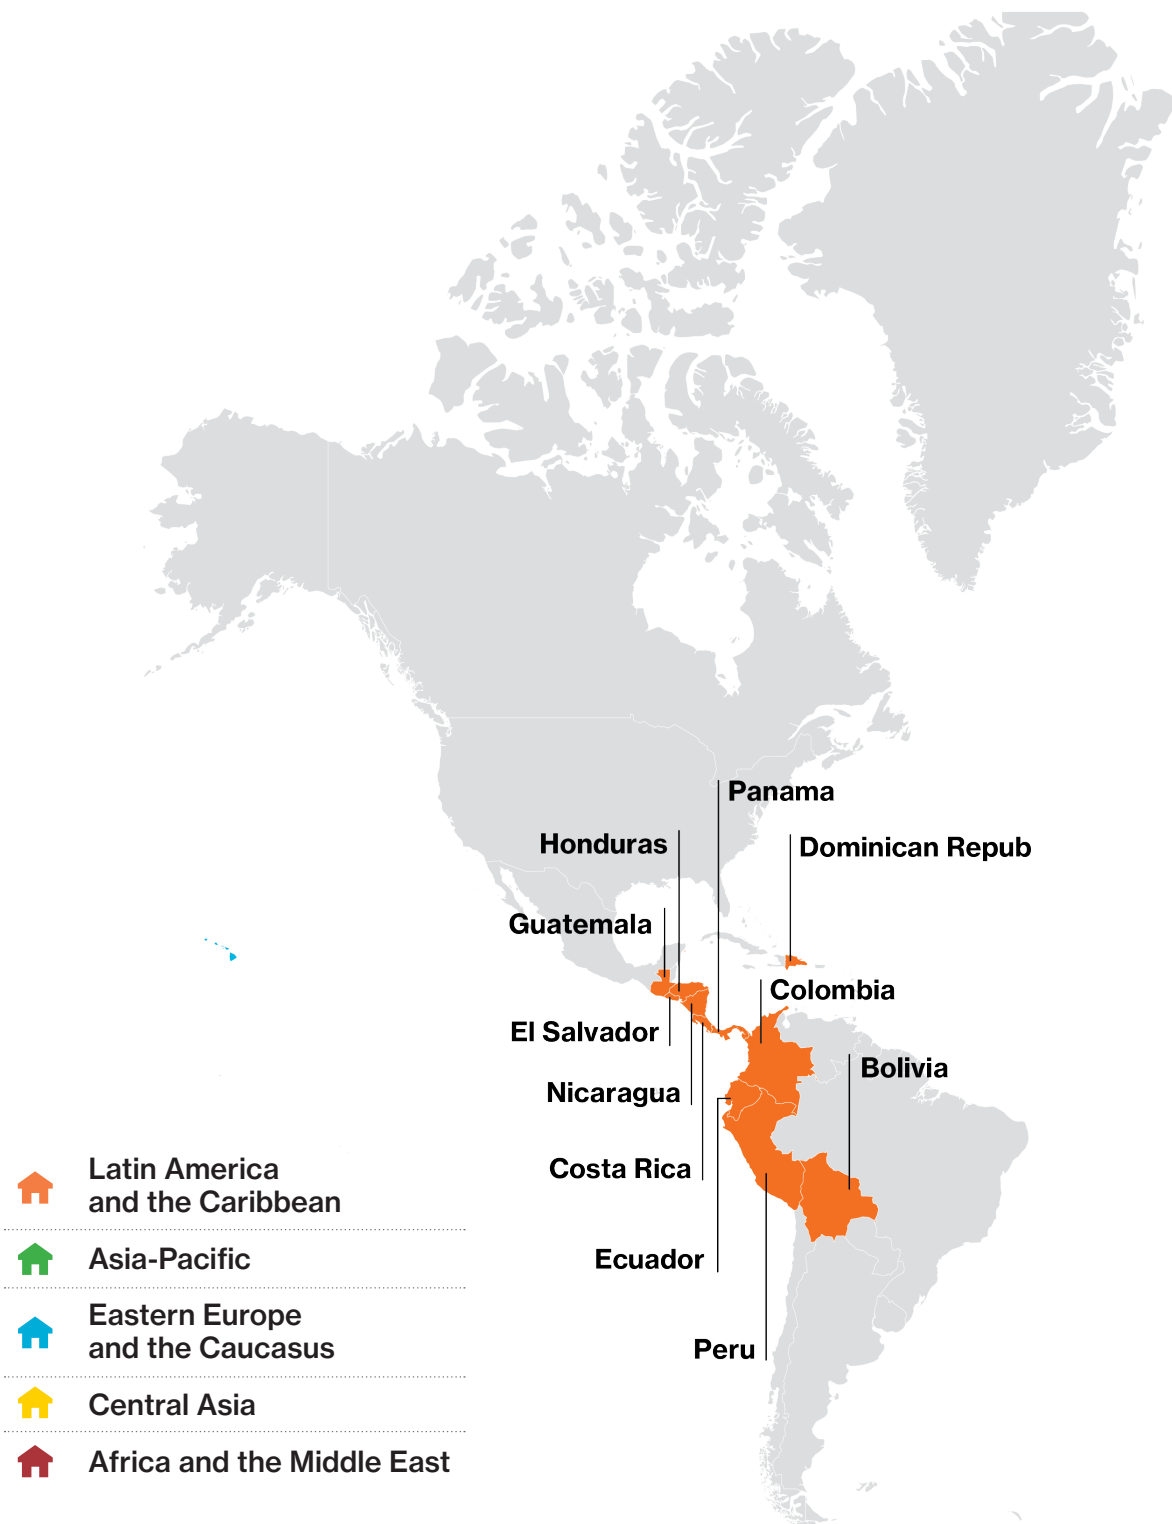 Panama
Honduras
Dominican Repub
Guatemala
Colombia
El Salvador
Bolivia
Nicaragua
Costa Rica
Ecuador
Peru
Latin America
and the Caribbean
Asia-Pacific
Eastern Europe
and the Caucasus
Central Asia
Africa and the Middle East